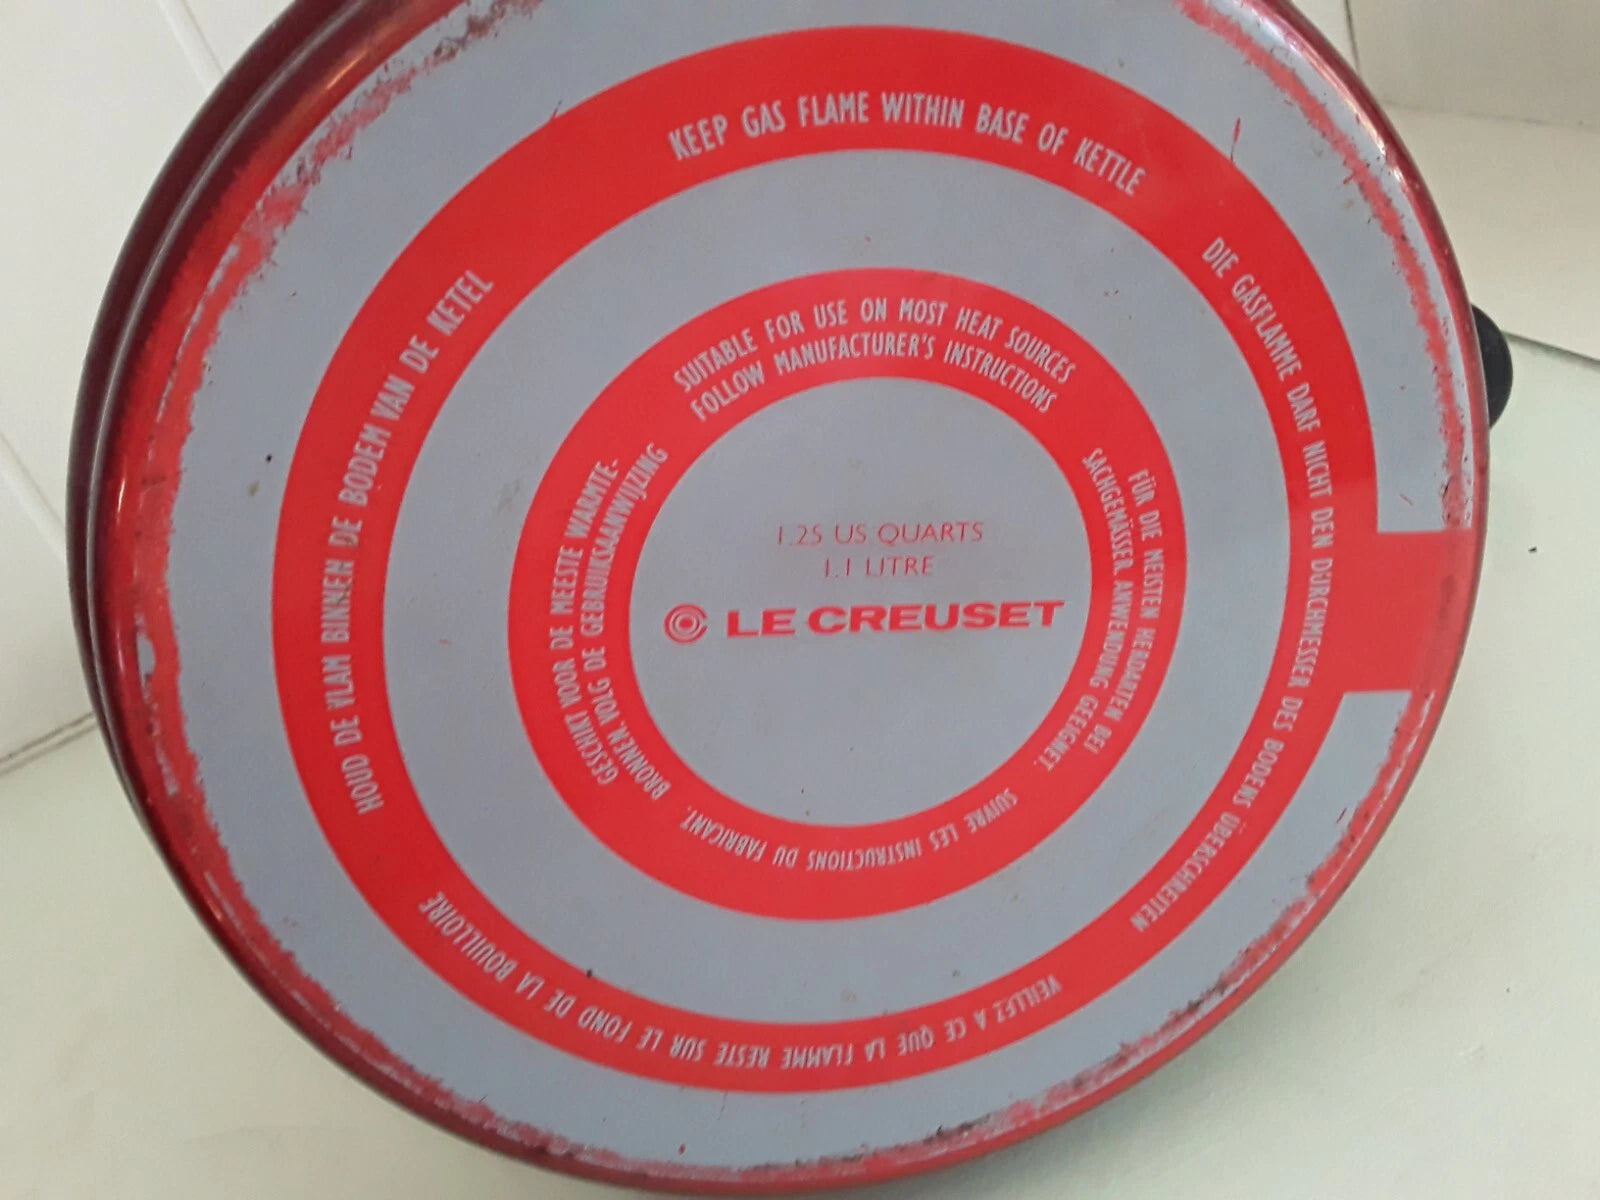 KEEP GAS FLAME WITHIN BASE OF KETTLE
DIE GASFLAMME DARF NICHT DEN DURCHMESSER DES BODENS ÜBERSCHREITEN
VEILLEZ A CE QUE LA FLAMME RESTE SUR LE FOND DE LA BOUILLOIRE
HOUD DE VLAM BINNEN DE BODEM VAN DE KETEL
SUITABLE FOR USE ON MOST HEAT SOURCES
FOLLOW MANUFACTURER'S INSTRUCTIONS
FÜR DIE MEISTEN HERDARTEN BEI
SACHGEMÄSSER ANWENDUNG GEEIGNET.
SUIVRE LES INSTRUCTIONS DU FABRICANT.
GESCHIKT VOOR DE MEESTE WARMTE-
BRONNEN. VOLG DE GEBRUIKSAANWIJZING
1.25 US QUARTS
1.1 LITRE
LE CREUSET